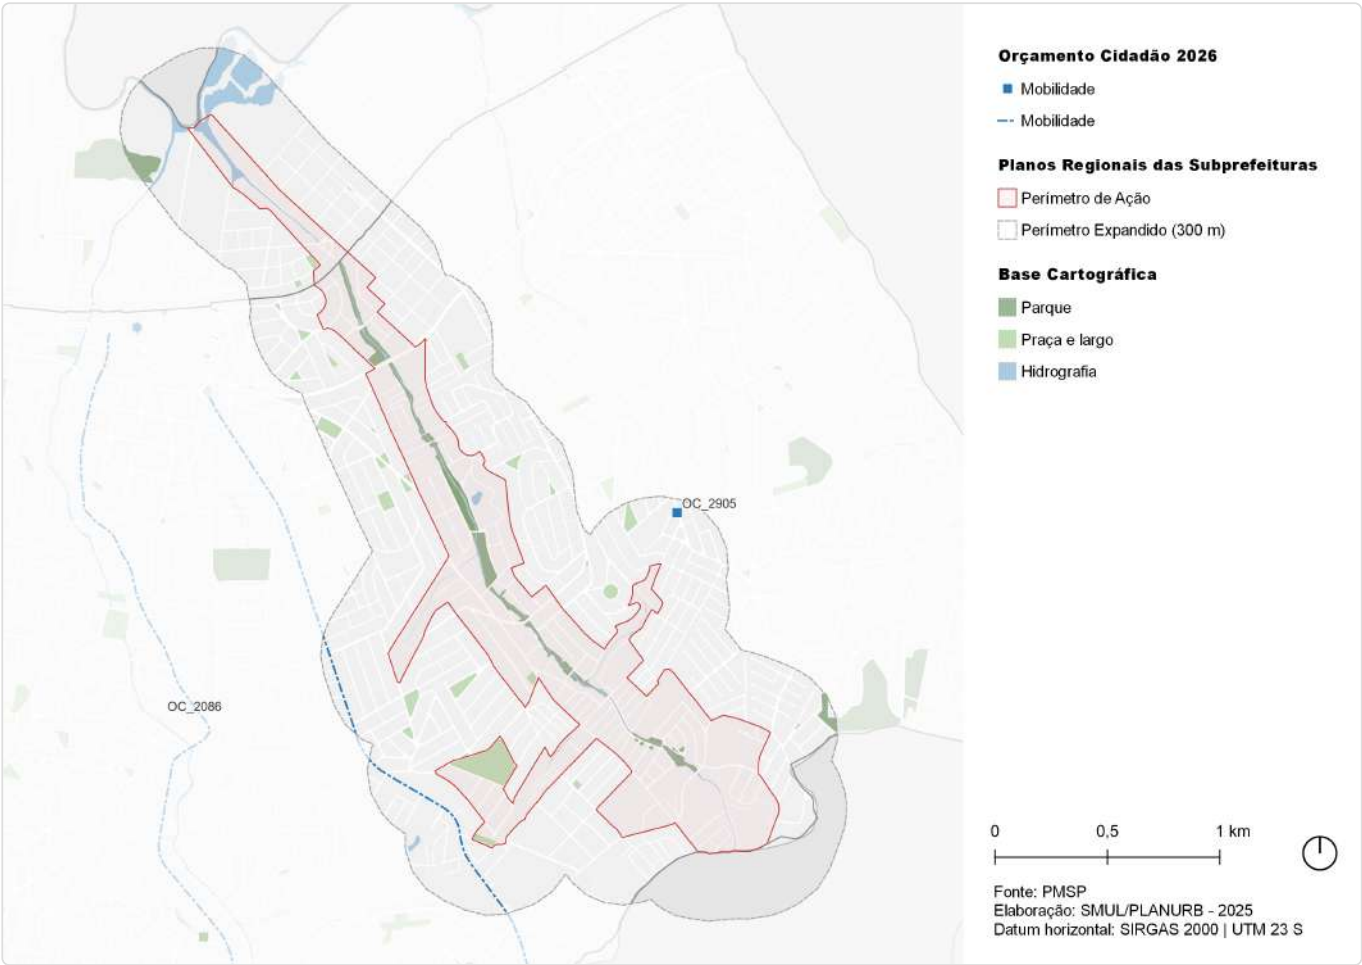 Orçamento Cidadão 2026
Mobilidade
Mobilidade
Planos Regionais das Subprefeituras
Perímetro de Ação
Perímetro Expandido (300 m)
Base Cartográfica
Parque
Praça e largo
Hidrografia
OC_2905
OC_2086
0 0,5 1 km
Fonte: PMSP
Elaboração: SMUL/PLANURB - 2025
Datum horizontal: SIRGAS 2000 | UTM 23 S